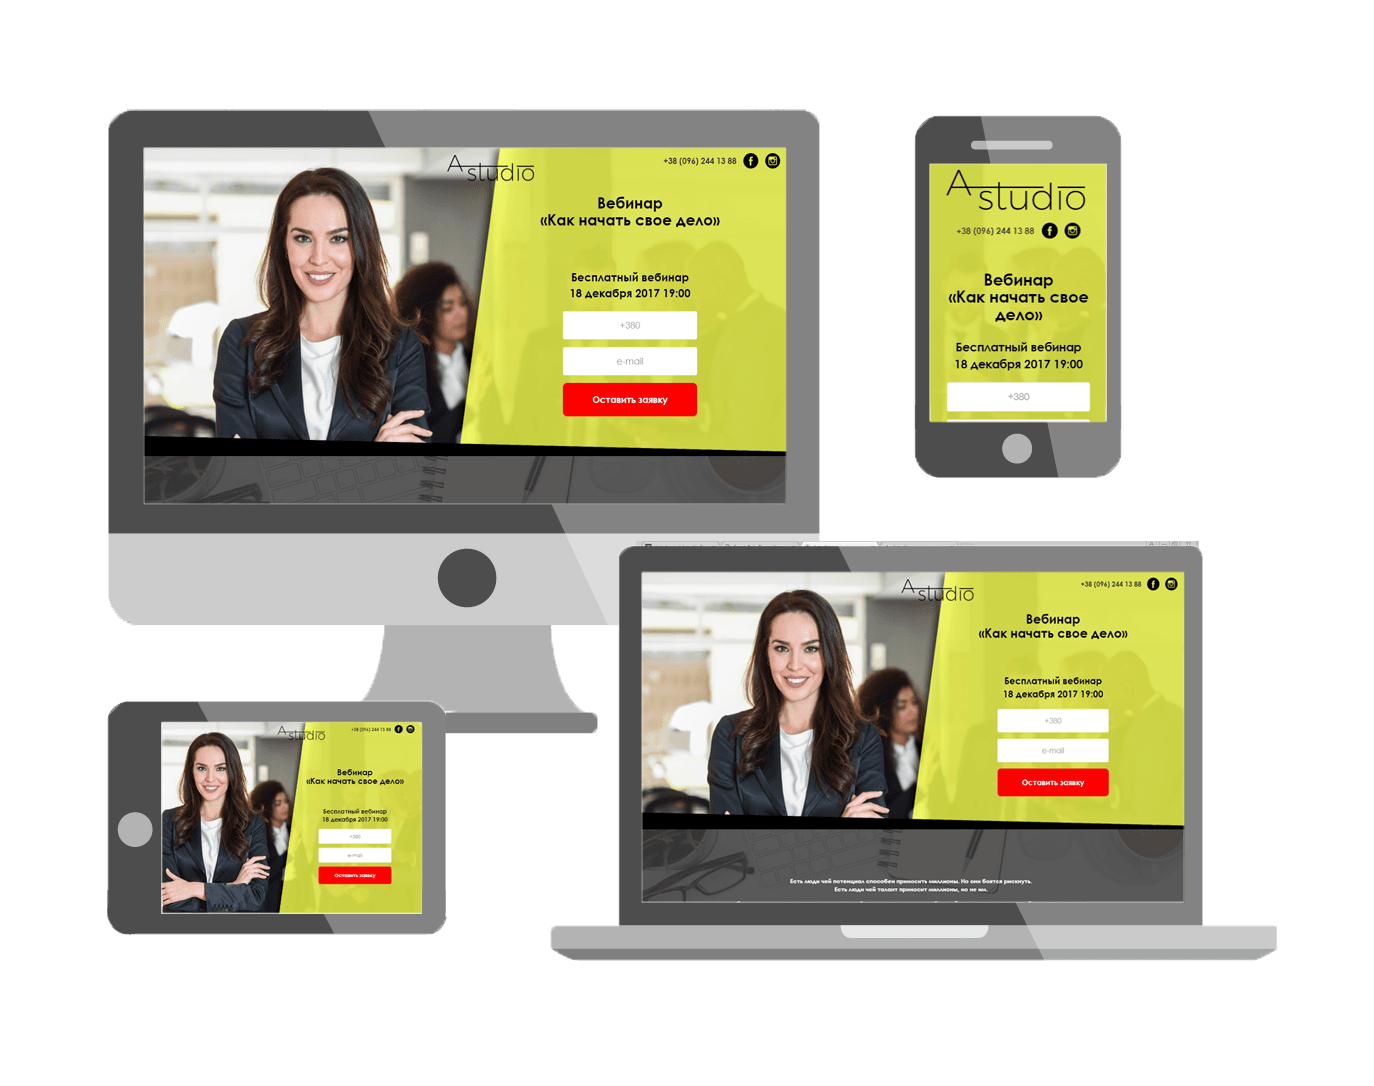 A studio
+38 (096) 244 13 88
Вебинар
«Как начать свое дело»
Бесплатный вебинар
18 декабря 2017 19:00
+380
e-mail
Оставить заявку
A studio
+38 (096) 244 13 88
Вебинар
«Как начать свое
дело»
Бесплатный вебинар
18 декабря 2017 19:00
+380
A studio
+38 (096) 244 13 88
Вебинар
«Как начать свое дело»
Бесплатный вебинар
18 декабря 2017 19:00
+380
e-mail
Оставить заявку
A studio
+38 (096) 244 13 88
Вебинар
«Как начать свое дело»
Бесплатный вебинар
18 декабря 2017 19:00
+380
e-mail
Оставить заявку
Есть люди чей потенциал способен приносить миллионы. Но они боятся рискнуть.
Есть люди чей талант приносит миллионы, но не им.